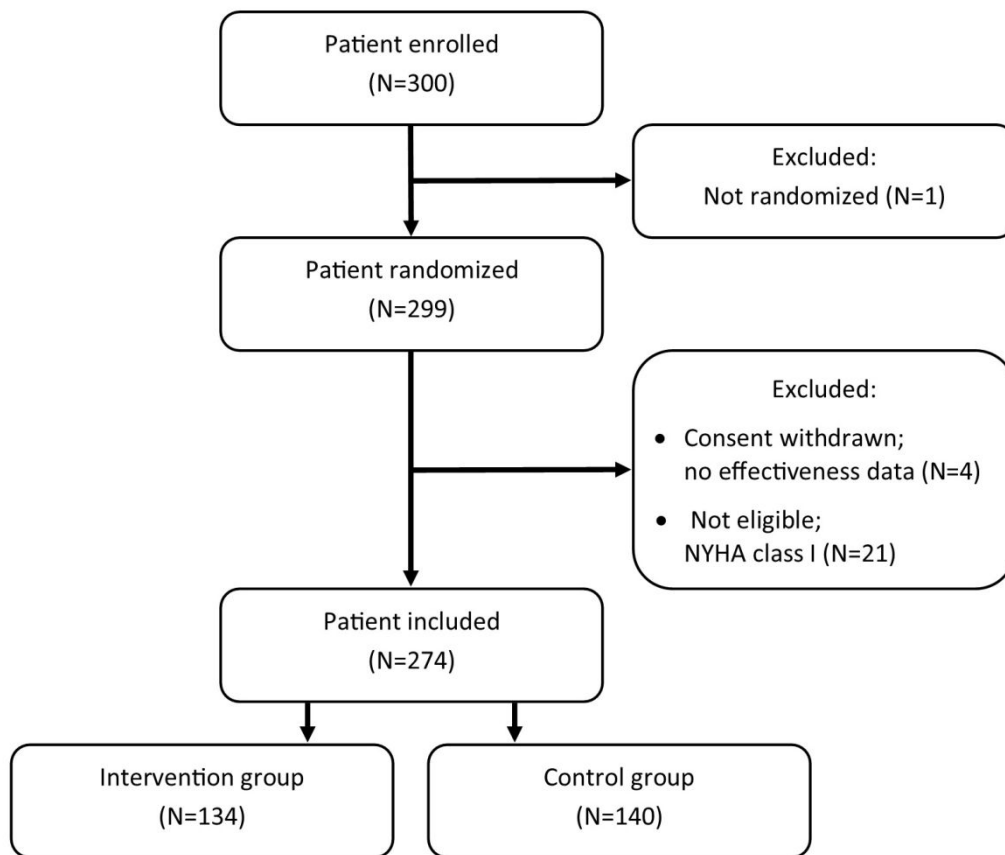 Patient enrolled
(N=300)
Excluded:
Not randomized (N=1)
Patient randomized
(N=299)
Excluded:
• Consent withdrawn;
no effectiveness data (N=4)
• Not eligible;
NYHA class I (N=21)
Patient included
(N=274)
Intervention group
(N=134)
Control group
(N=140)